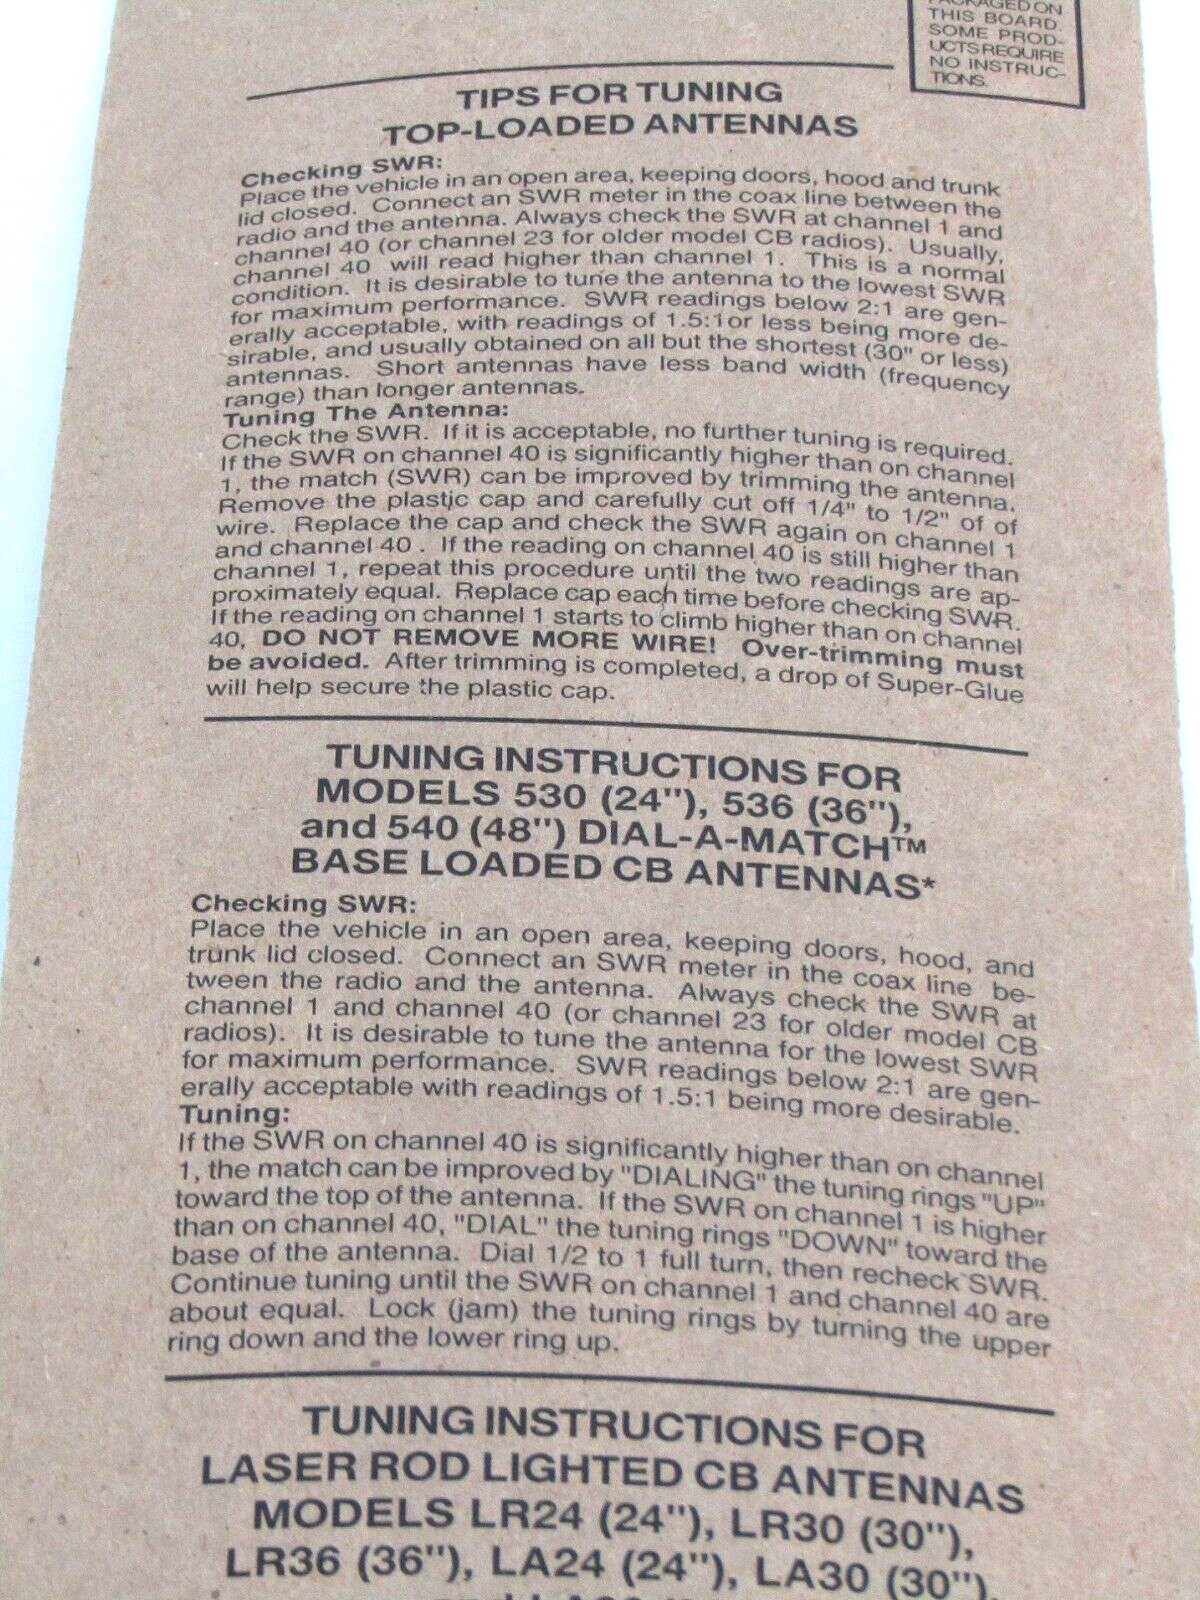 PACKAGED ON
THIS BOARD.
SOME PROD-
UCTS REQUIRE
NO INSTRUC-
TIONS.
TIPS FOR TUNING
TOP-LOADED ANTENNAS
Checking SWR:
Place the vehicle in an open area, keeping doors, hood and trunk
lid closed. Connect an SWR meter in the coax line between the
radio and the antenna. Always check the SWR at channel 1 and
channel 40 (or channel 23 for older model CB radios). Usually,
channel 40 will read higher than channel 1. This is a normal
condition. It is desirable to tune the antenna to the lowest SWR
for maximum performance. SWR readings below 2:1 are gen-
erally acceptable, with readings of 1.5:1or less being more de-
sirable, and usually obtained on all but the shortest (30" or less)
antennas. Short antennas have less band width (frequency
range) than longer antennas.
Tuning The Antenna:
Check the SWR. If it is acceptable, no further tuning is required.
If the SWR on channel 40 is significantly higher than on channel
1, the match (SWR) can be improved by trimming the antenna.
Remove the plastic cap and carefully cut off 1/4" to 1/2" of of
wire. Replace the cap and check the SWR again on channel 1
and channel 40 . If the reading on channel 40 is still higher than
channel 1, repeat this procedure until the two readings are ap-
proximately equal. Replace cap each time before checking SWR.
If the reading on channel 1 starts to climb higher than on channel
40, DO NOT REMOVE MORE WIRE! Over-trimming must
be avoided. After trimming is completed, a drop of Super-Glue
will help secure the plastic cap.
TUNING INSTRUCTIONS FOR
MODELS 530 (24"), 536 (36"),
and 540 (48") DIAL-A-MATCH™
BASE LOADED CB ANTENNAS*
Checking SWR:
Place the vehicle in an open area, keeping doors, hood, and
trunk lid closed. Connect an SWR meter in the coax line be-
tween the radio and the antenna. Always check the SWR at
channel 1 and channel 40 (or channel 23 for older model CB
radios). It is desirable to tune the antenna for the lowest SWR
for maximum performance. SWR readings below 2:1 are gen-
erally acceptable with readings of 1.5:1 being more desirable.
Tuning:
If the SWR on channel 40 is significantly higher than on channel
1, the match can be improved by "DIALING" the tuning rings "UP"
toward the top of the antenna. If the SWR on channel 1 is higher
than on channel 40, "DIAL" the tuning rings "DOWN" toward the
base of the antenna. Dial 1/2 to 1 full turn, then recheck SWR.
Continue tuning until the SWR on channel 1 and channel 40 are
about equal. Lock (jam) the tuning rings by turning the upper
ring down and the lower ring up.
TUNING INSTRUCTIONS FOR
LASER ROD LIGHTED CB ANTENNAS
MODELS LR24 (24"), LR30 (30"),
LR36 (36"), LA24 (24"), LA30 (30"),